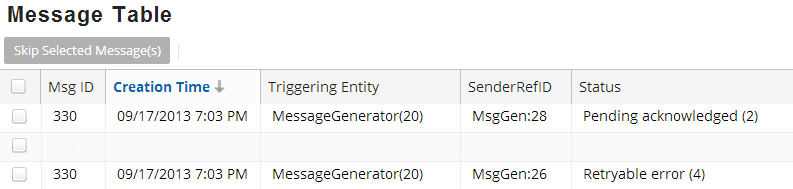 Message Table
Skip Selected Message(s)
Msg ID Creation Time Triggering Entity SenderRefID Status
330 09/17/2013 7:03 PM MessageGenerator(20) MsgGen:28 Pending acknowledged (2)
330 09/17/2013 7:03 PM MessageGenerator(20) MsgGen:26 Retryable error (4)